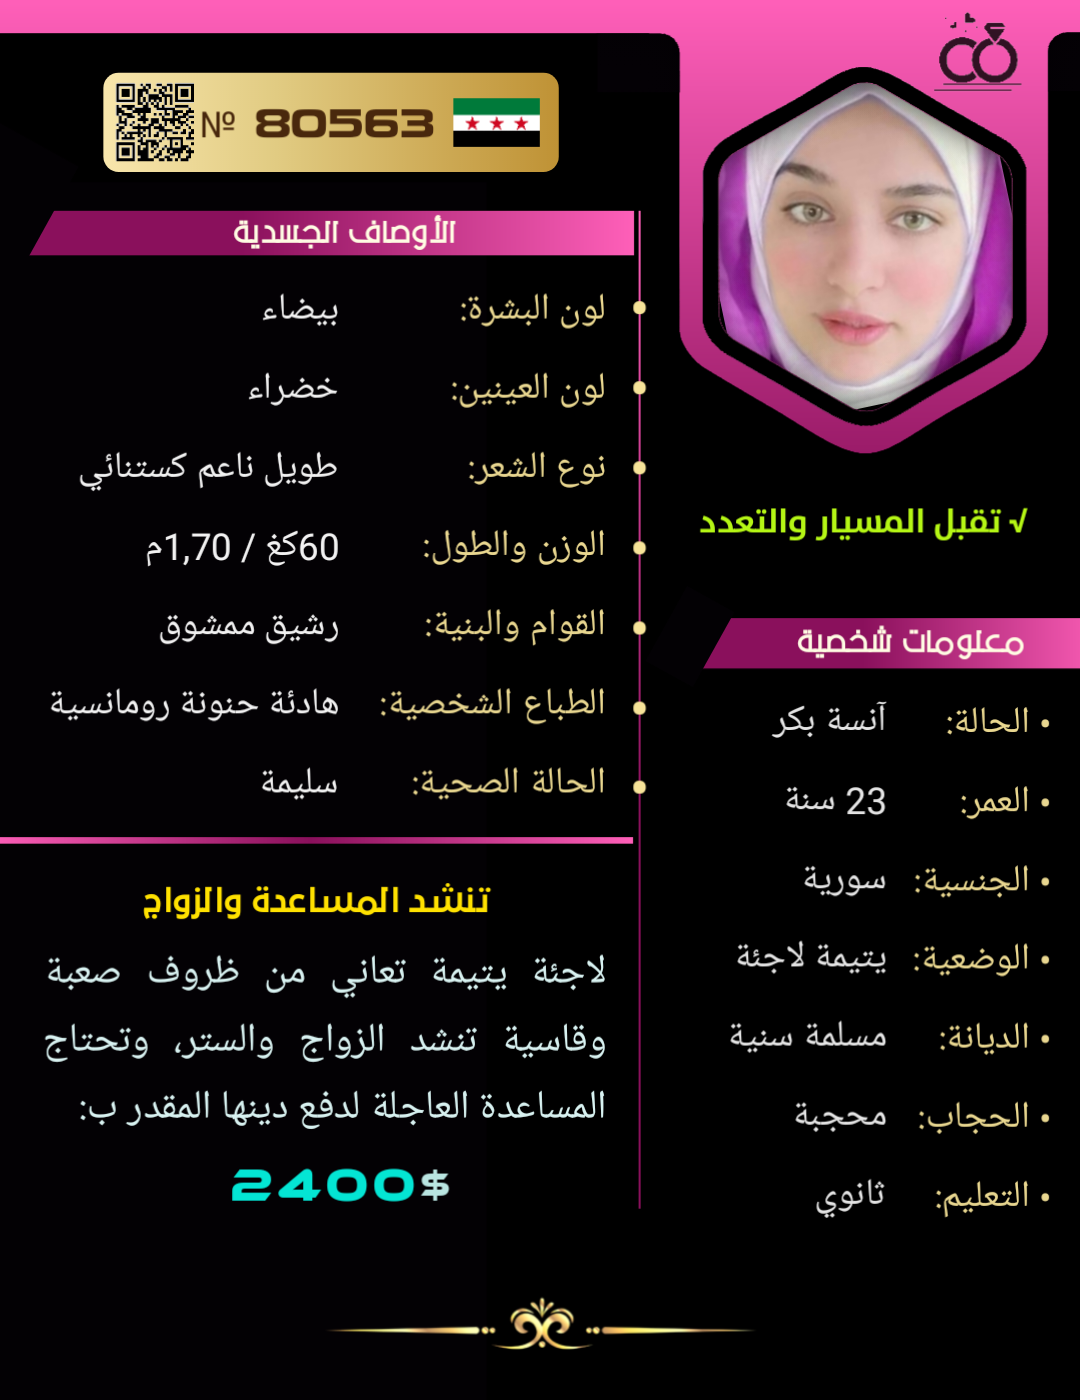 № 80563
الأوصاف الجسدية
لون البشرة: بيضاء
لون العينين: خضراء
نوع الشعر: طويل ناعم كستنائي
الوزن والطول: 60كغ / 1,70م
القوام والبنية: رشيق ممشوق
الطباع الشخصية: هادئة حنونة رومانسية
الحالة الصحية: سليمة
√ تقبل المسيار والتعدد
معلومات شخصية
• الحالة: آنسة بكر
• العمر: 23 سنة
• الجنسية: سورية
• الوضعية: يتيمة لاجئة
• الديانة: مسلمة سنية
• الحجاب: محجبة
• التعليم: ثانوي
تنشد المساعدة والزواج
لاجئة يتيمة تعاني من ظروف صعبة
وقاسية تنشد الزواج والستر، وتحتاج
المساعدة العاجلة لدفع دينها المقدر ب:
2400$